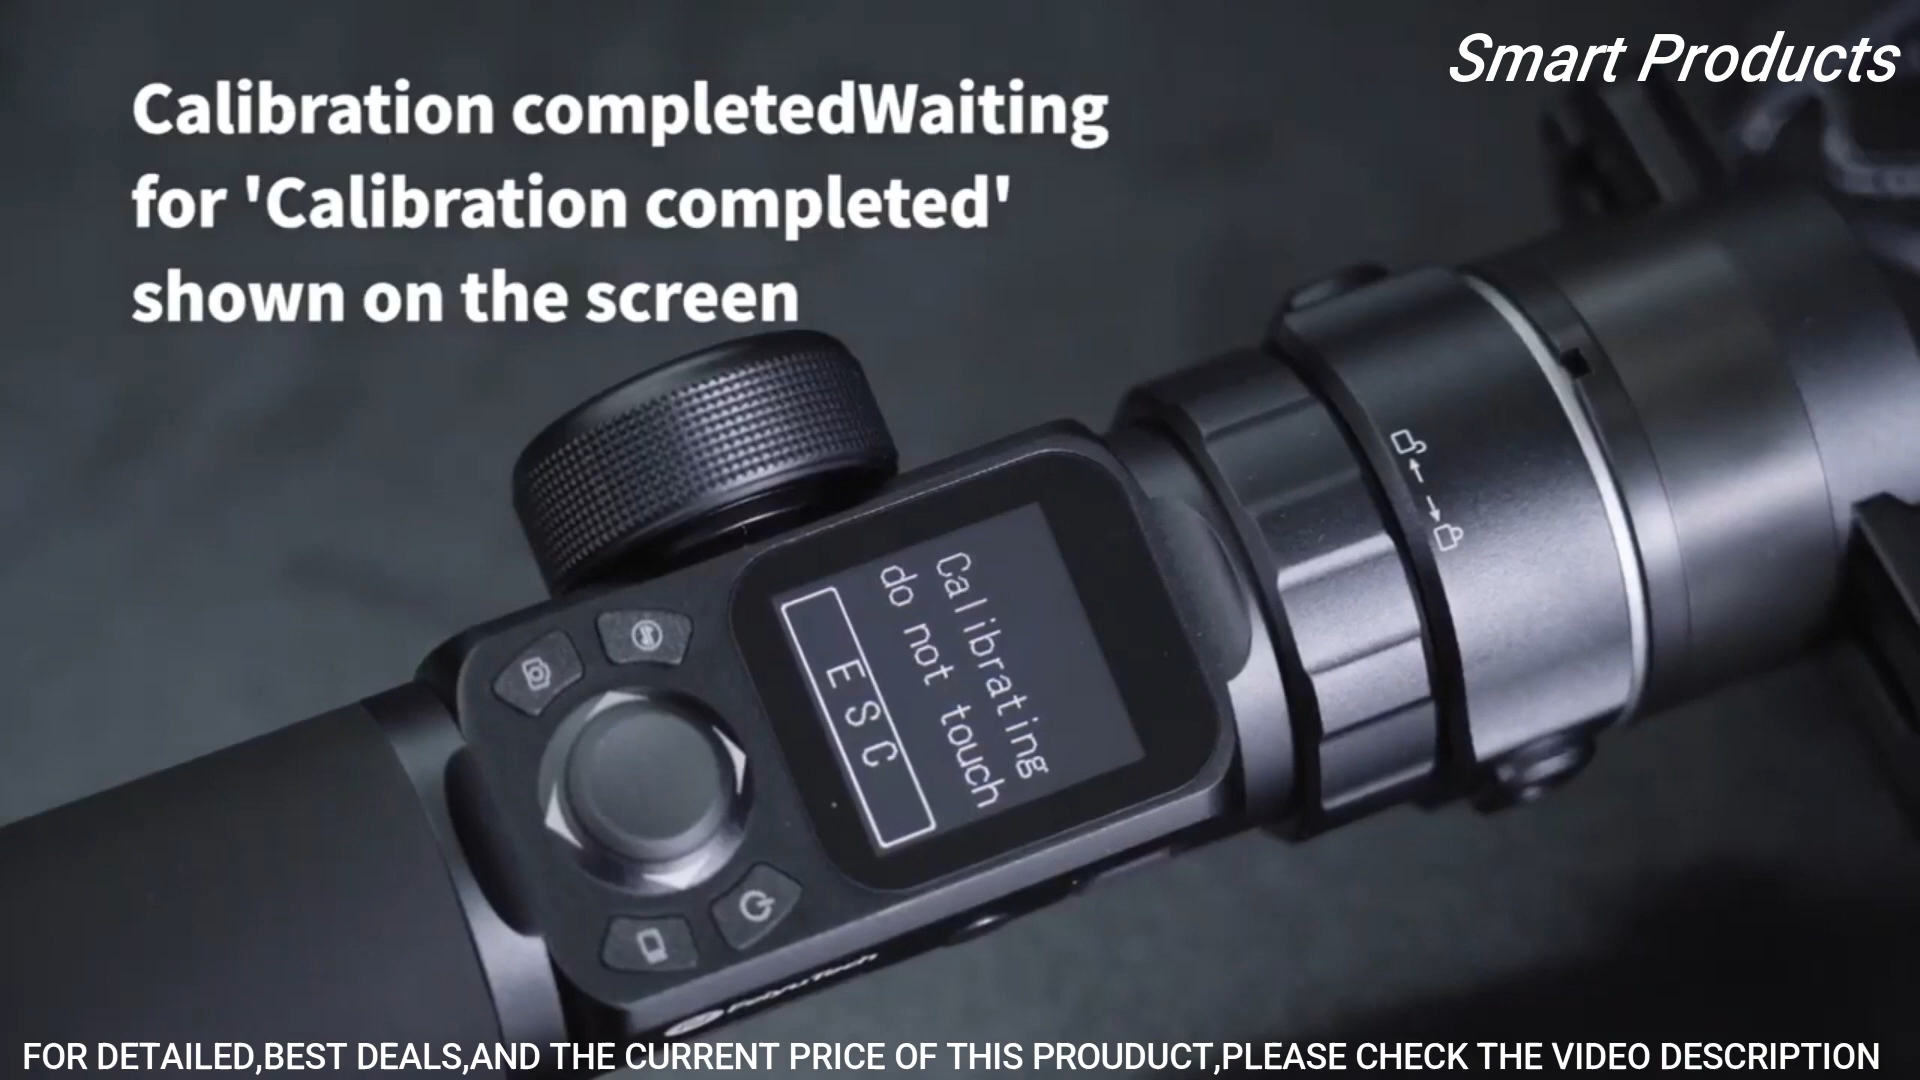 Smart Products
Calibration completedWaiting
for 'Calibration completed'
shown on the screen
Calibrating
do not touch
ESC
FeiyuTech
FOR DETAILED,BEST DEALS,AND THE CURRENT PRICE OF THIS PROUDUCT,PLEASE CHECK THE VIDEO DESCRIPTION